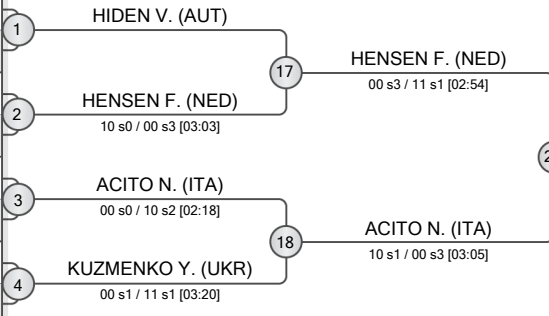 1
HIDEN V. (AUT)
17
HENSEN F. (NED)
00 s3 / 11 s1 [02:54]
2
HENSEN F. (NED)
10 s0 / 00 s3 [03:03]
3
ACITO N. (ITA)
00 s0 / 10 s2 [02:18]
18
ACITO N. (ITA)
10 s1 / 00 s3 [03:05]
4
KUZMENKO Y. (UKR)
00 s1 / 11 s1 [03:20]